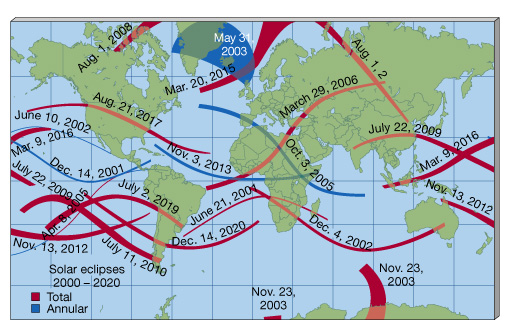 Aug. 1, 2008
May 31,
2003
Aug. 1, 2
Mar. 20, 2015
March 29, 2006
Aug. 21, 2017
June 10, 2002
Mar. 9, 2016
July 22, 2009
Mar. 9, 2016
Nov. 3, 2013
Oct. 3, 2005
Dec. 14, 2001
July 22, 2009
July 2, 2019
Nov. 13, 2012
June 21, 2001
Apr. 8, 2005
Dec. 4, 2002
Dec. 14, 2020
Nov. 13, 2012
July 11, 2010
Solar eclipses
2000 – 2020
Nov. 23,
2003
Nov. 23,
2003
Total
Annular